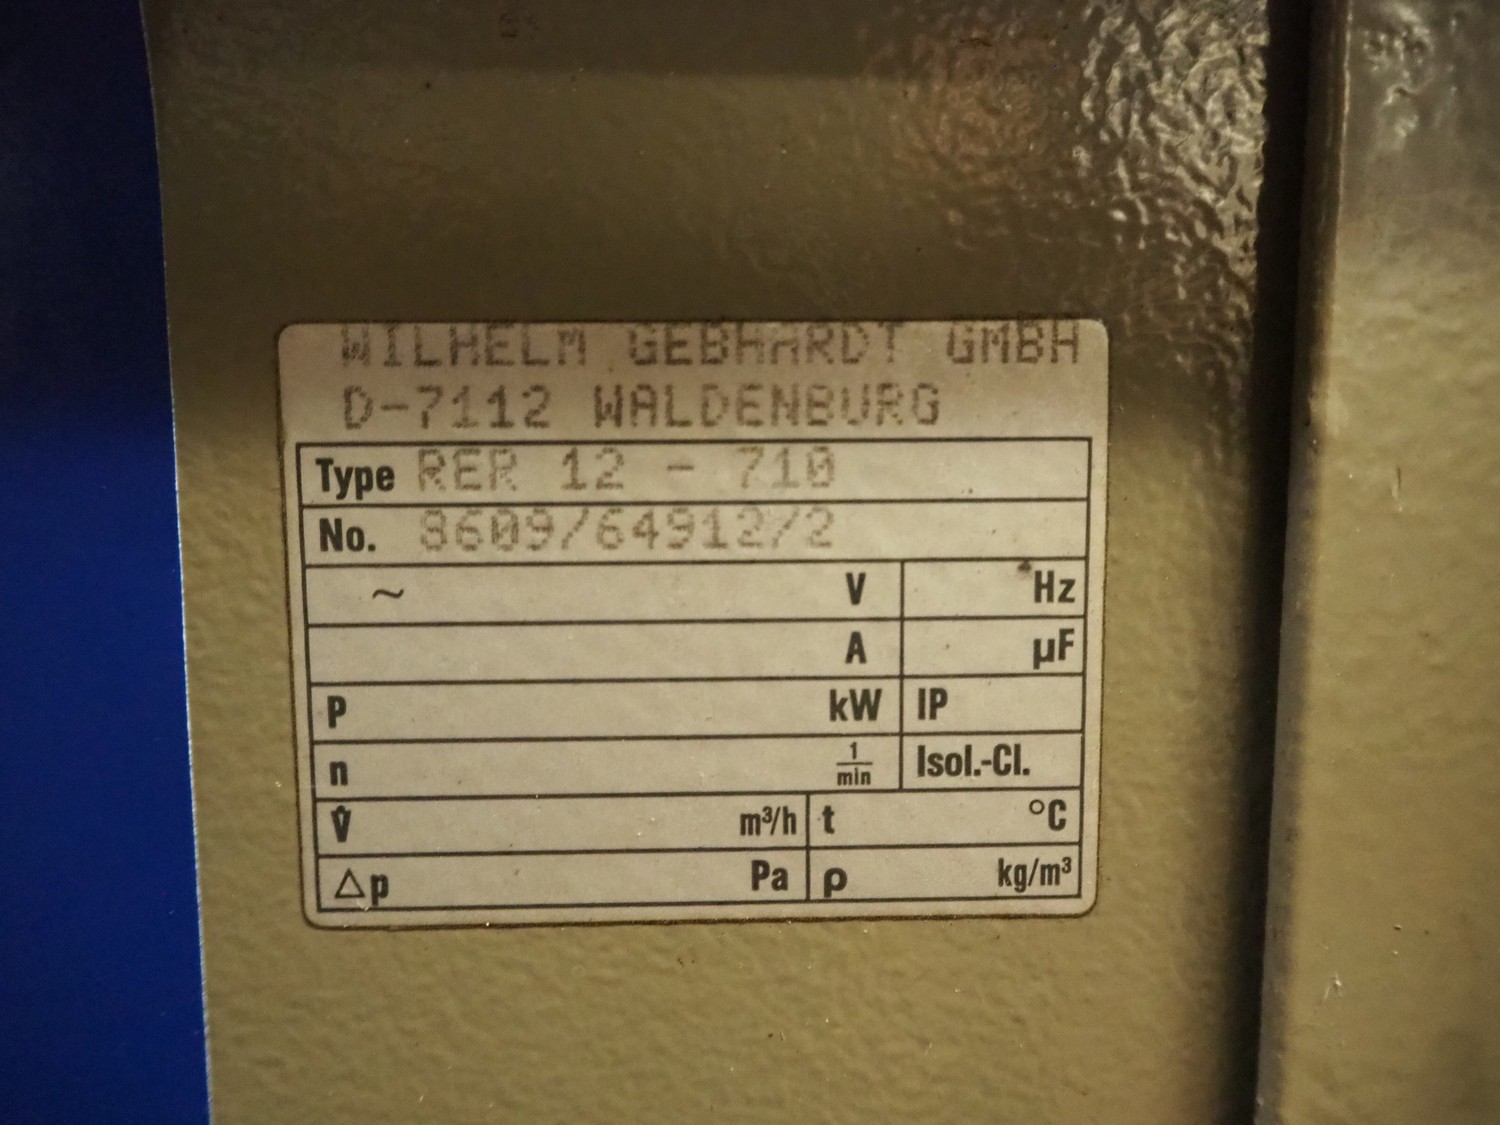 WILHELM GEBHARDT GMBH
D-7112 WALDENBURG
Type RER 12 - 710
No. 8609/64912/2
~ V Hz
A µF
P kW IP
n 1/min Isol.-Cl.
V̇ m³/h t °C
△p Pa ρ kg/m³